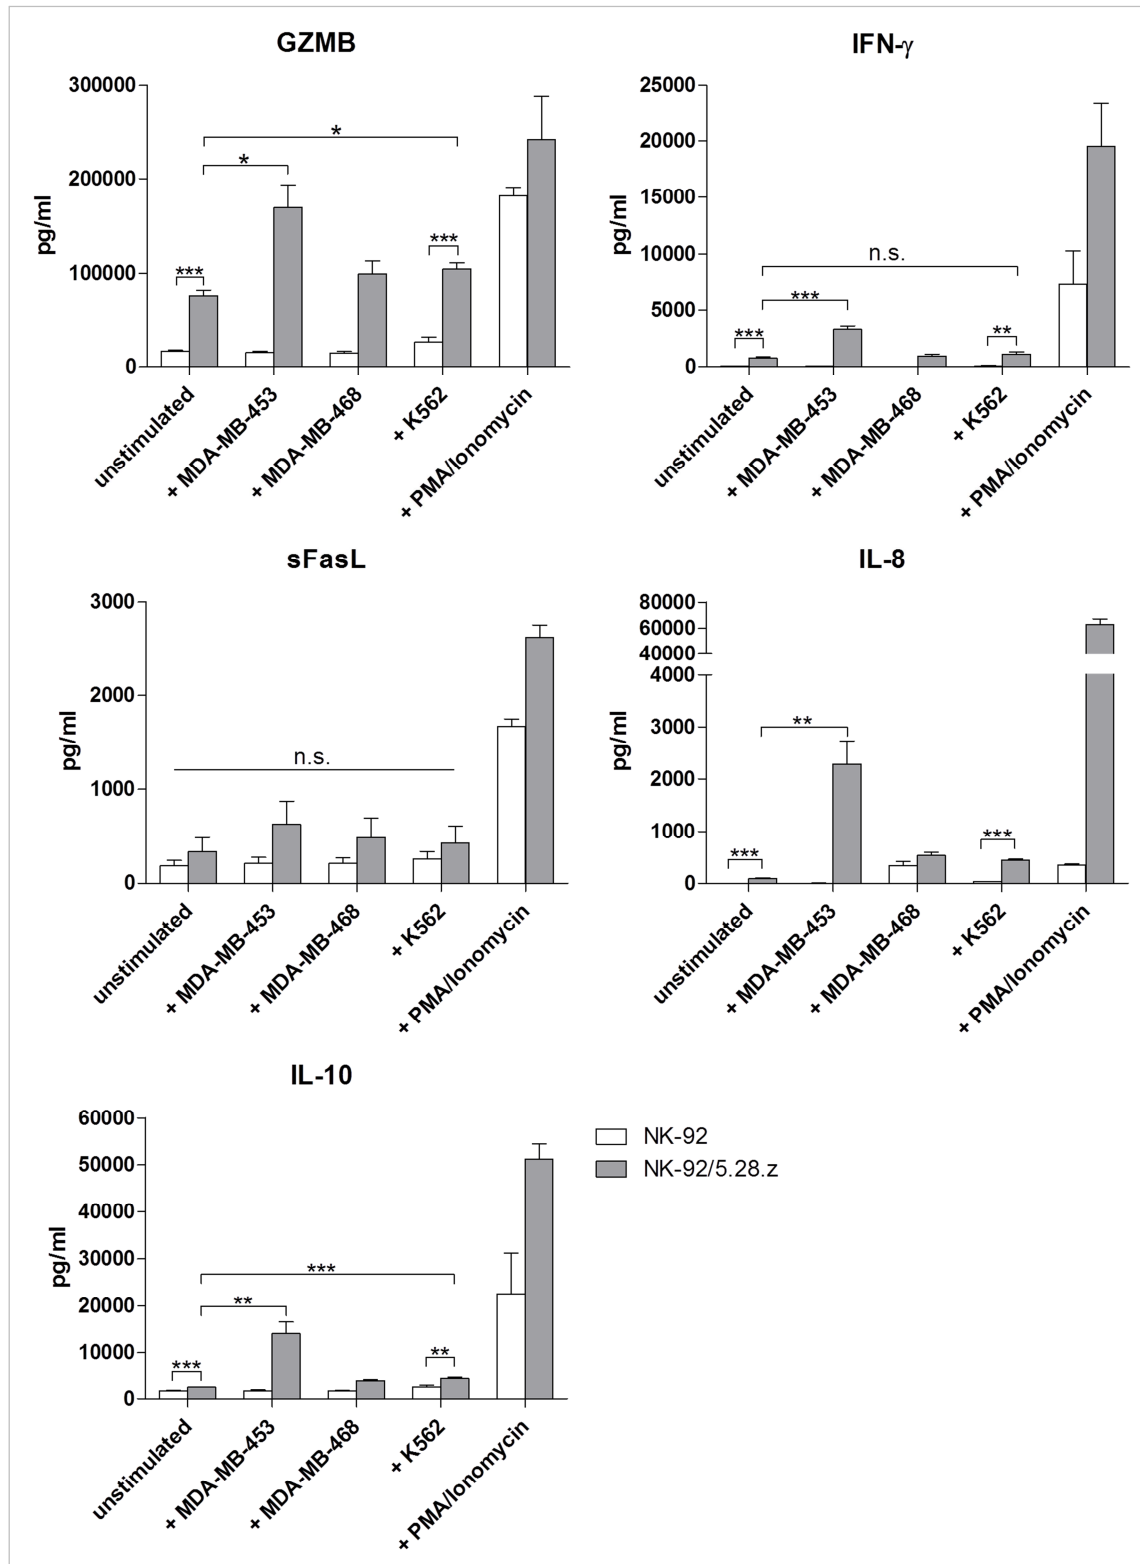 GZMB
300000
200000
100000
0
pg/ml
*
*
***
***
unstimulated
+ MDA-MB-453
+ MDA-MB-468
+ K562
+ PMA/Ionomycin
IFN-γ
25000
20000
15000
10000
5000
0
pg/ml
n.s.
***
***
**
unstimulated
+ MDA-MB-453
+ MDA-MB-468
+ K562
+ PMA/Ionomycin
sFasL
3000
2000
1000
0
pg/ml
n.s.
unstimulated
+ MDA-MB-453
+ MDA-MB-468
+ K562
+ PMA/Ionomycin
IL-8
80000
60000
40000
4000
3000
2000
1000
0
pg/ml
**
***
***
unstimulated
+ MDA-MB-453
+ MDA-MB-468
+ K562
+ PMA/Ionomycin
IL-10
60000
50000
40000
30000
20000
10000
0
pg/ml
***
**
***
**
unstimulated
+ MDA-MB-453
+ MDA-MB-468
+ K562
+ PMA/Ionomycin
NK-92
NK-92/5.28.z